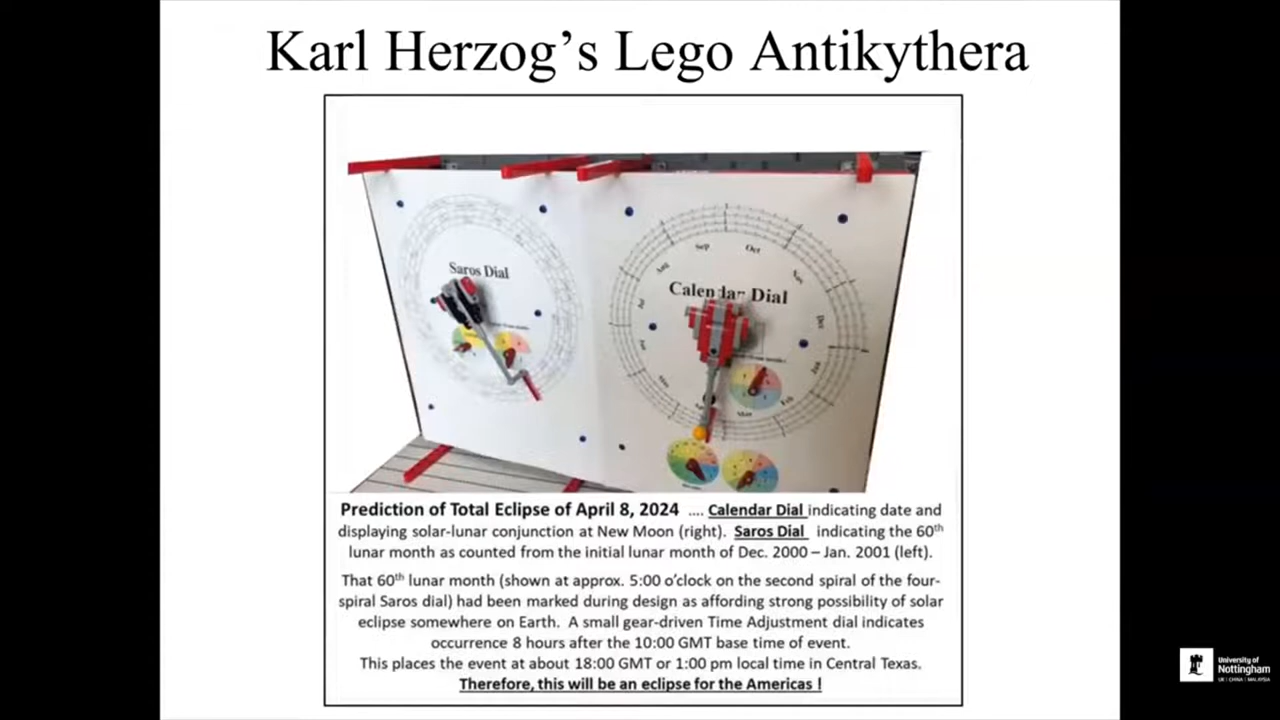 Karl Herzog's Lego Antikythera
Saros Dial
Sep
Oct
Aug
Nov
Calendar Dial
Jul
Dec
Jan
Feb
Mar
Prediction of Total Eclipse of April 8, 2024 .... Calendar Dial indicating date and
displaying solar-lunar conjunction at New Moon (right). Saros Dial indicating the 60th
lunar month as counted from the initial lunar month of Dec. 2000 – Jan. 2001 (left).
That 60th lunar month (shown at approx. 5:00 o'clock on the second spiral of the four-
spiral Saros dial) had been marked during design as affording strong possibility of solar
eclipse somewhere on Earth. A small gear-driven Time Adjustment dial indicates
occurrence 8 hours after the 10:00 GMT base time of event.
This places the event at about 18:00 GMT or 1:00 pm local time in Central Texas.
Therefore, this will be an eclipse for the Americas !
University of
Nottingham
UK | CHINA | MALAYSIA